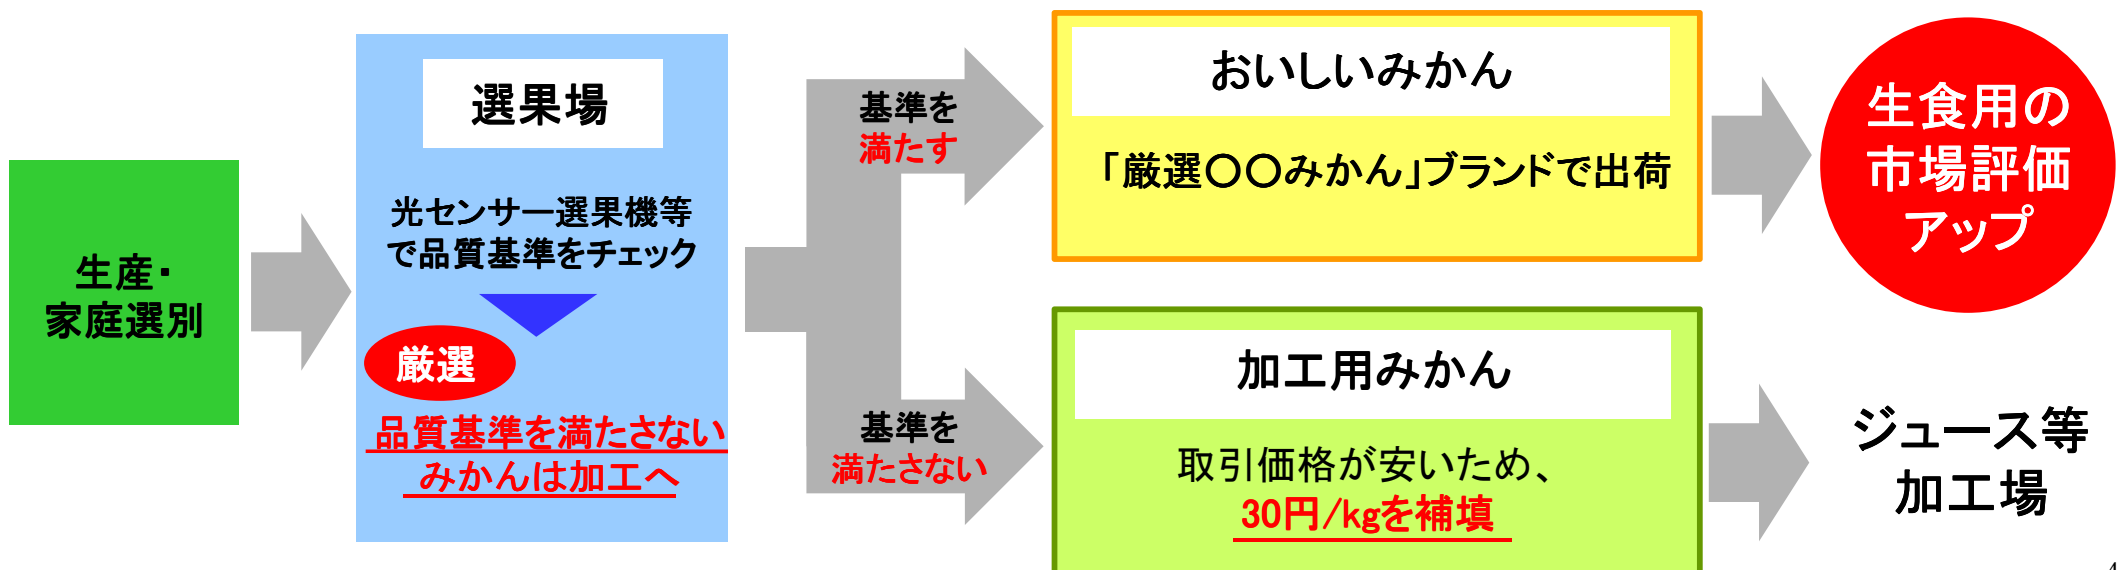 生産・
家庭選別
選果場
光センサー選果機等
で品質基準をチェック
厳選
品質基準を満たさない
みかんは加工へ
基準を
満たす
おいしいみかん
「厳選〇〇みかん」ブランドで出荷
生食用の
市場評価
アップ
基準を
満たさない
加工用みかん
取引価格が安いため、
30円/kgを補填
ジュース等
加工場
4